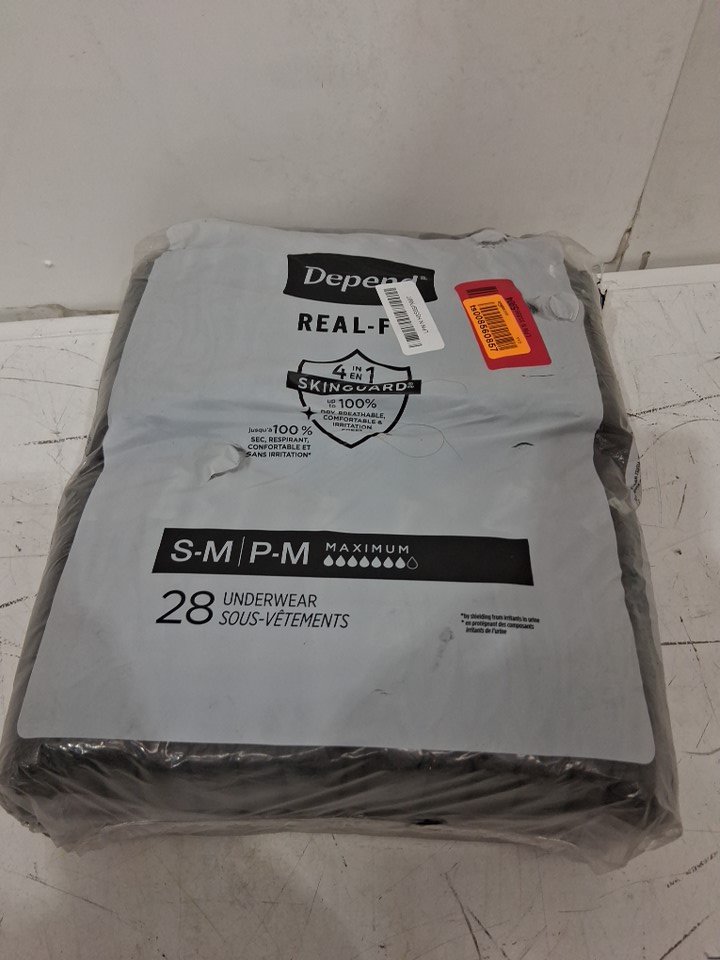 Depend®
REAL-F
4 IN EN 1
SKINGUARD®
up to 100%
DRY, BREATHABLE,
COMFORTABLE &
IRRITATION
jusqu'à 100 %
SEC, RESPIRANT,
CONFORTABLE ET
SANS IRRITATION*
ts008560857
S-M | P-M MAXIMUM
28 UNDERWEAR
SOUS-VÊTEMENTS
*by shielding from irritants in urine
* en protégeant des composants
irritants de l'urine